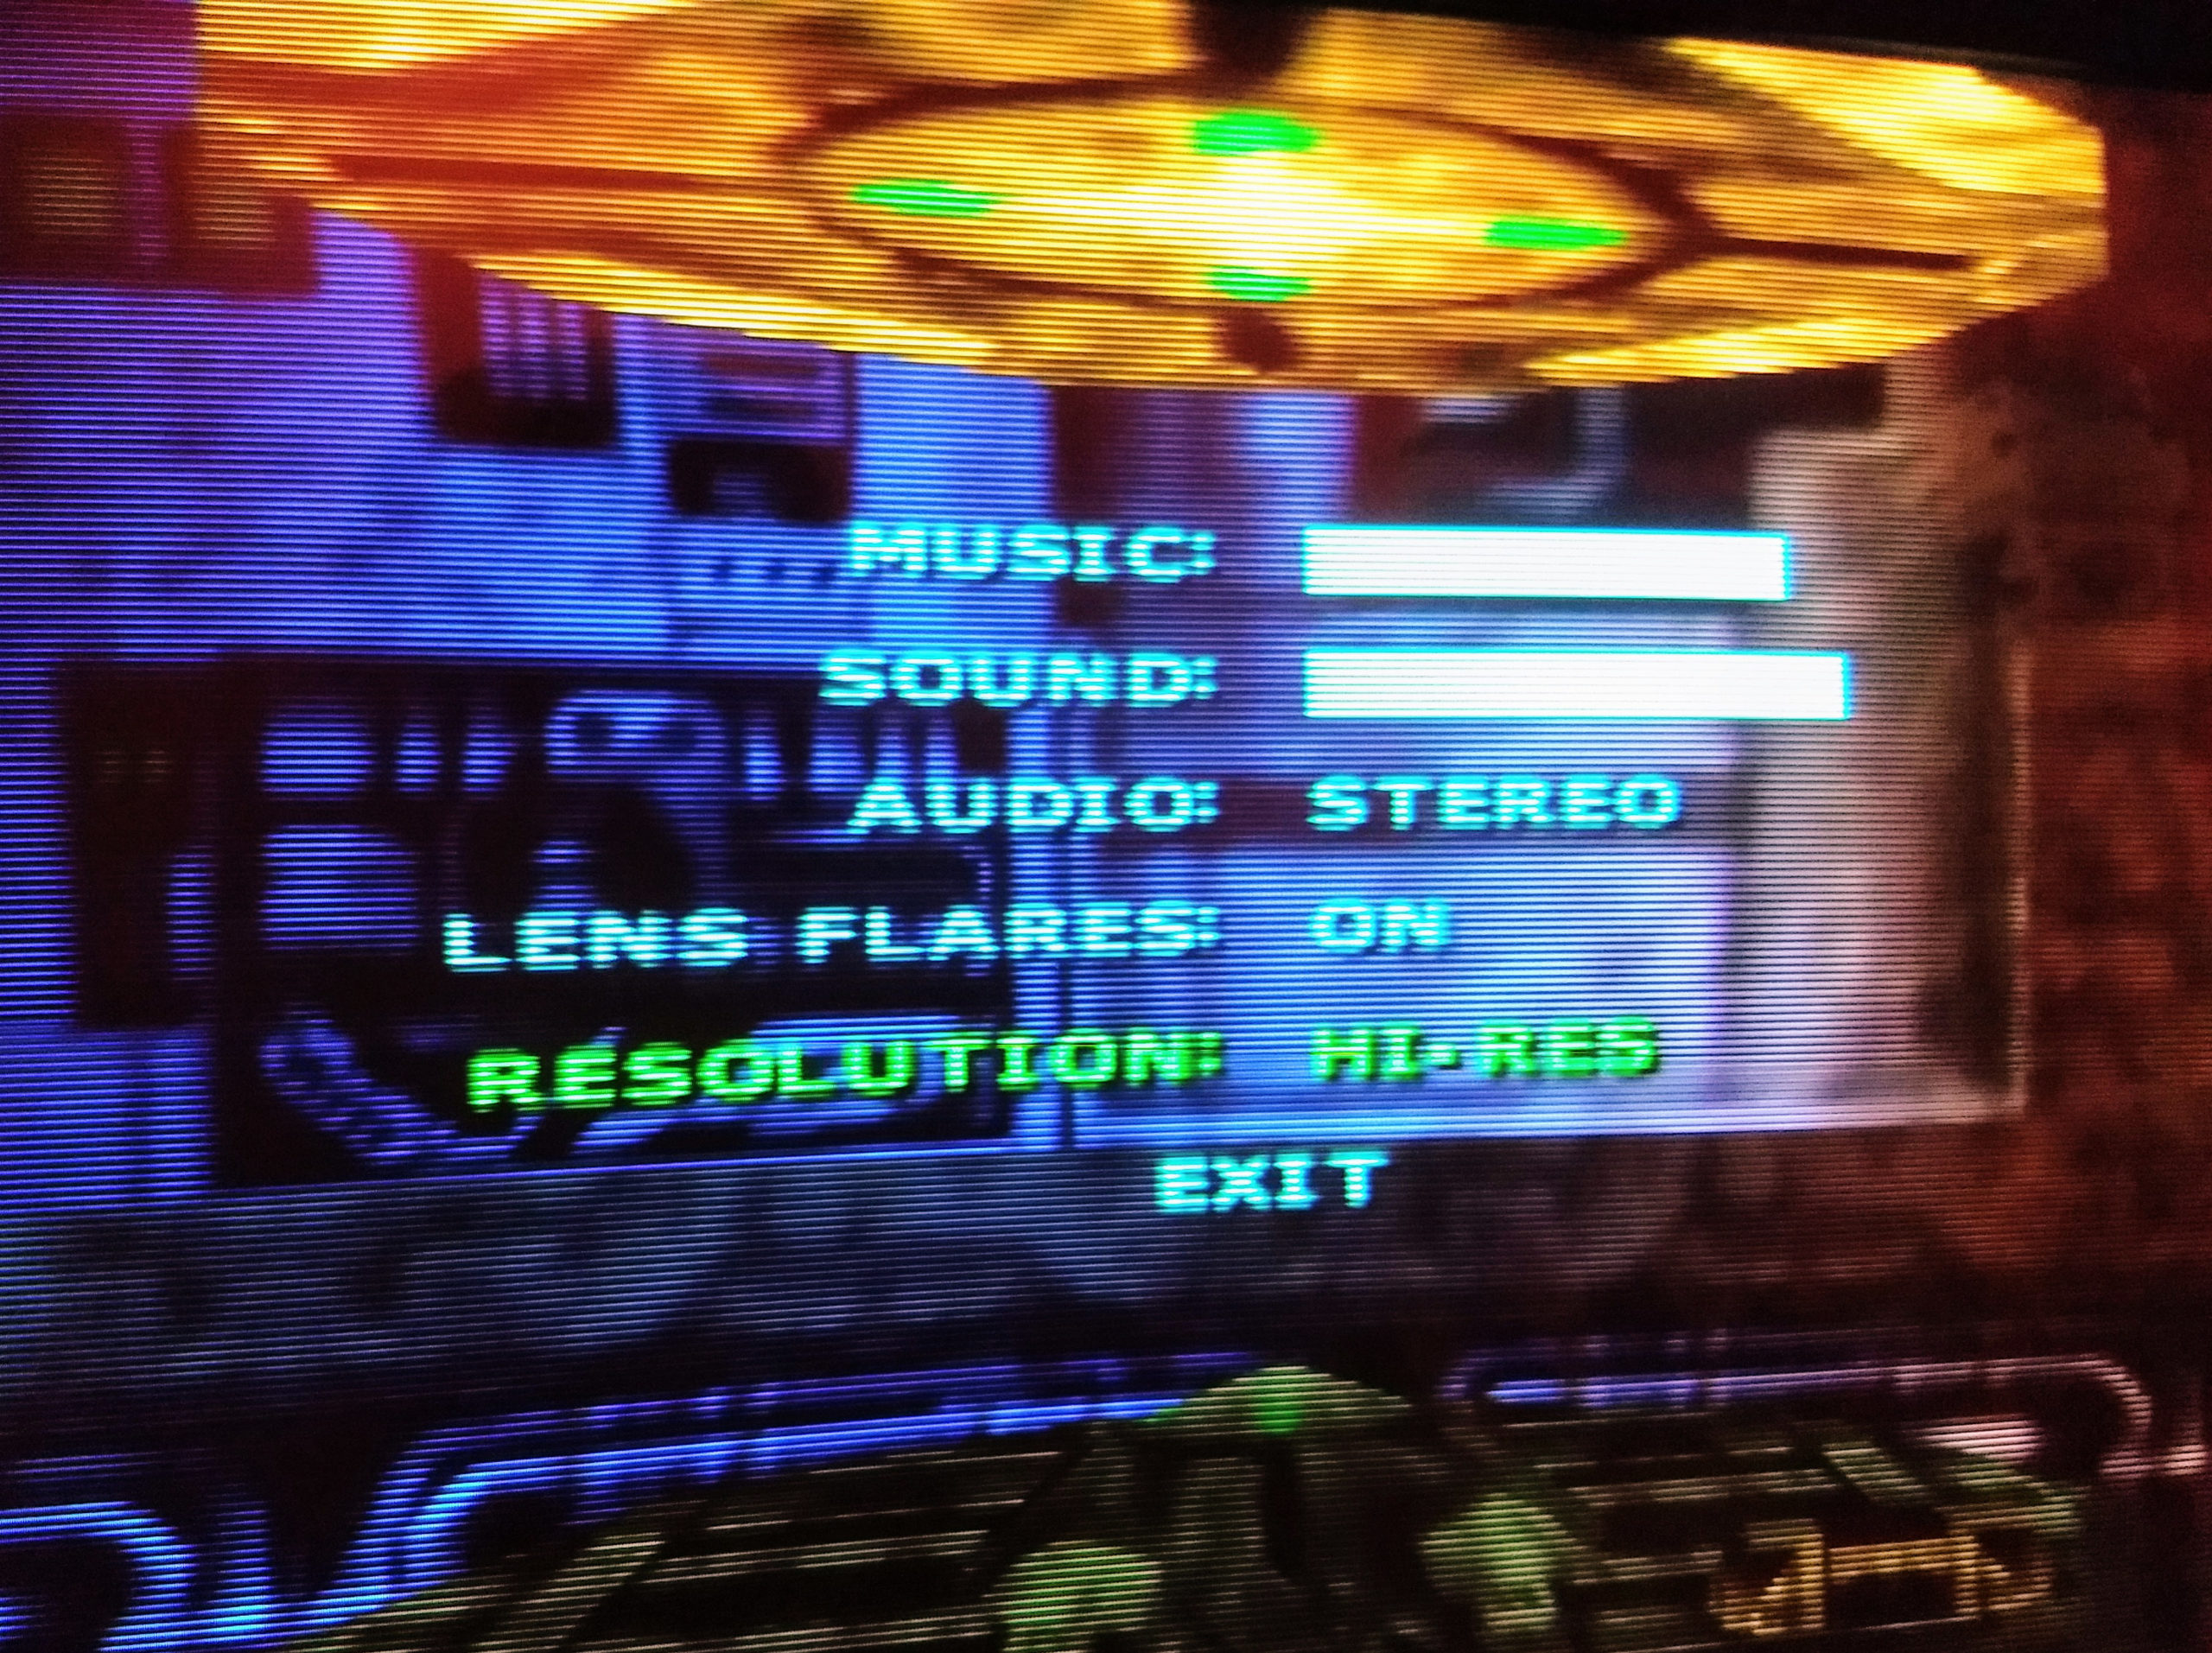 MUSIC:
SOUND:
AUDIO: STEREO
LENS FLARES: ON
RESOLUTION: HI-RES
EXIT